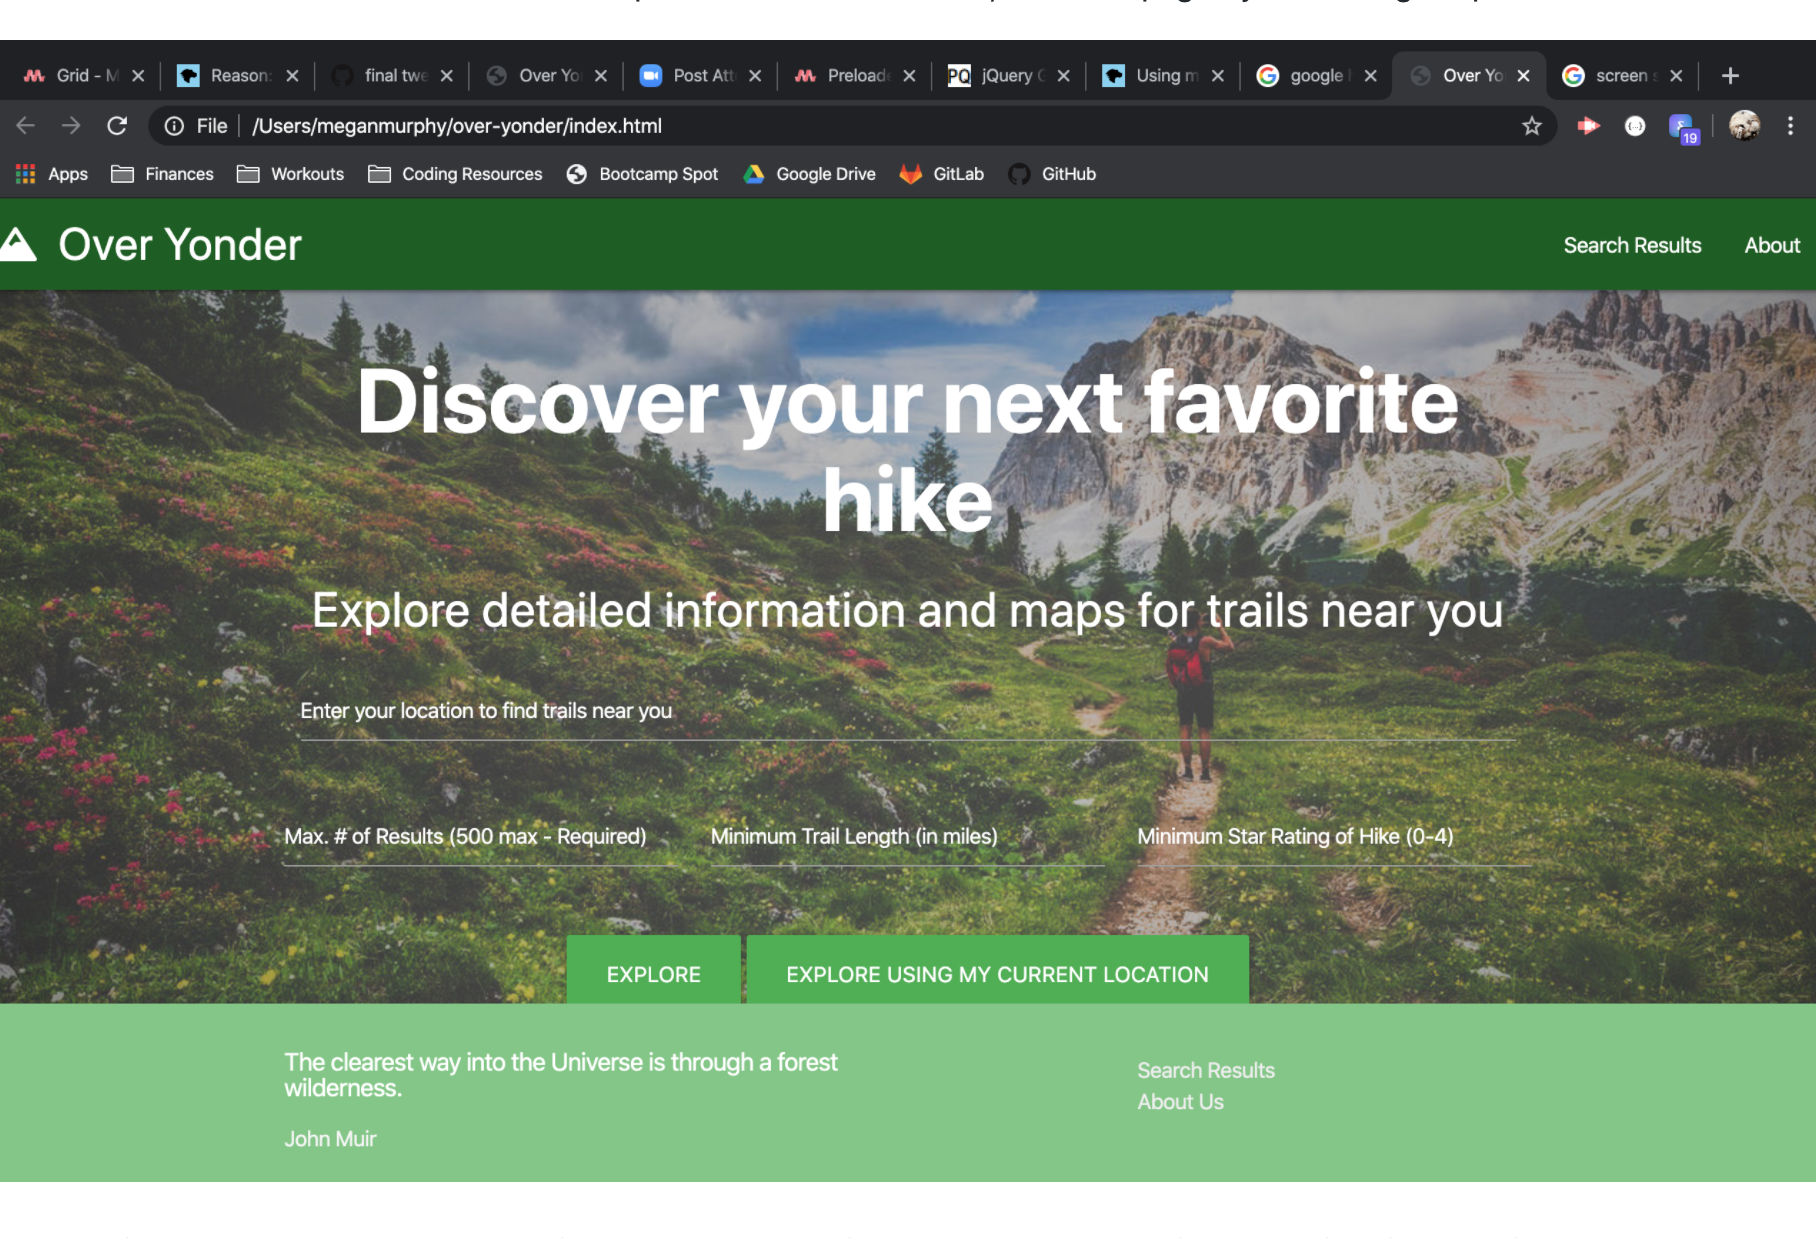 Grid - M
Reason:
final twe
Over Yo
Post Att
Preload
PQ jQuery
Using m
google
Over Yo
screen
File /Users/meganmurphy/over-yonder/index.html
19
Apps Finances Workouts Coding Resources Bootcamp Spot Google Drive GitLab GitHub
Over Yonder
Search Results About
Discover your next favorite
hike
Explore detailed information and maps for trails near you
Enter your location to find trails near you
Max. # of Results (500 max - Required)
Minimum Trail Length (in miles)
Minimum Star Rating of Hike (0-4)
EXPLORE
EXPLORE USING MY CURRENT LOCATION
The clearest way into the Universe is through a forest
wilderness.
John Muir
Search Results
About Us